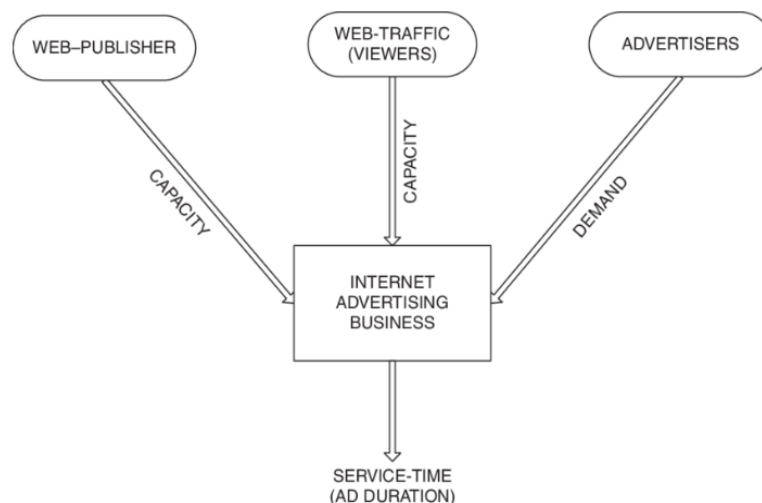 WEB–PUBLISHER
WEB-TRAFFIC
(VIEWERS)
ADVERTISERS
CAPACITY
CAPACITY
DEMAND
INTERNET
ADVERTISING
BUSINESS
SERVICE-TIME
(AD DURATION)